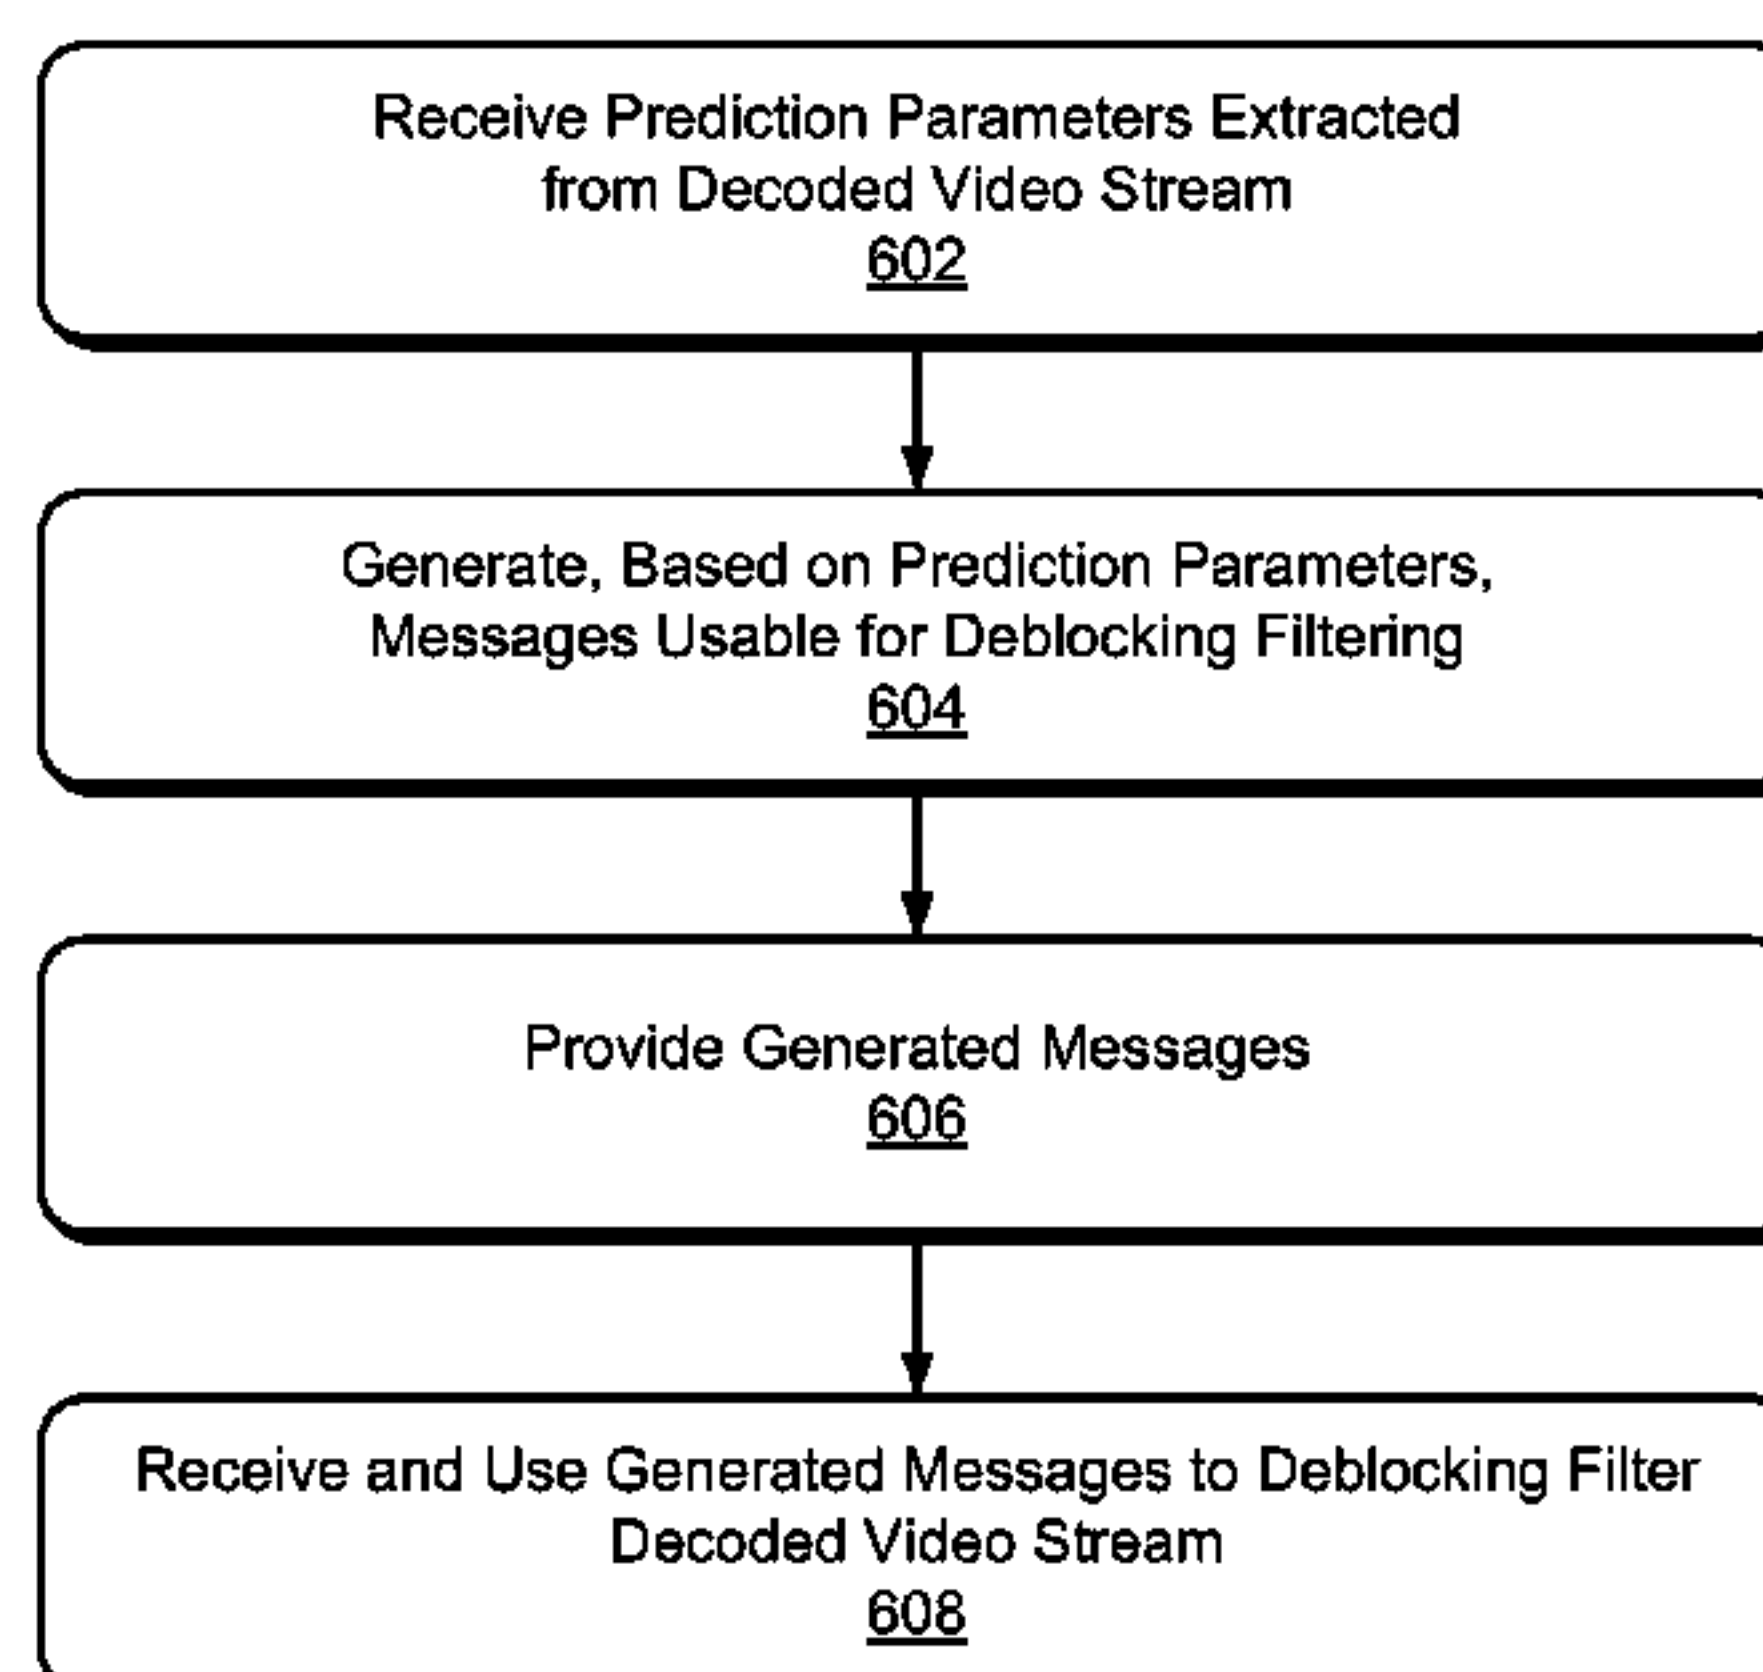 Receive Prediction Parameters Extracted
from Decoded Video Stream
602
Generate, Based on Prediction Parameters,
Messages Usable for Deblocking Filtering
604
Provide Generated Messages
606
Receive and Use Generated Messages to Deblocking Filter
Decoded Video Stream
608